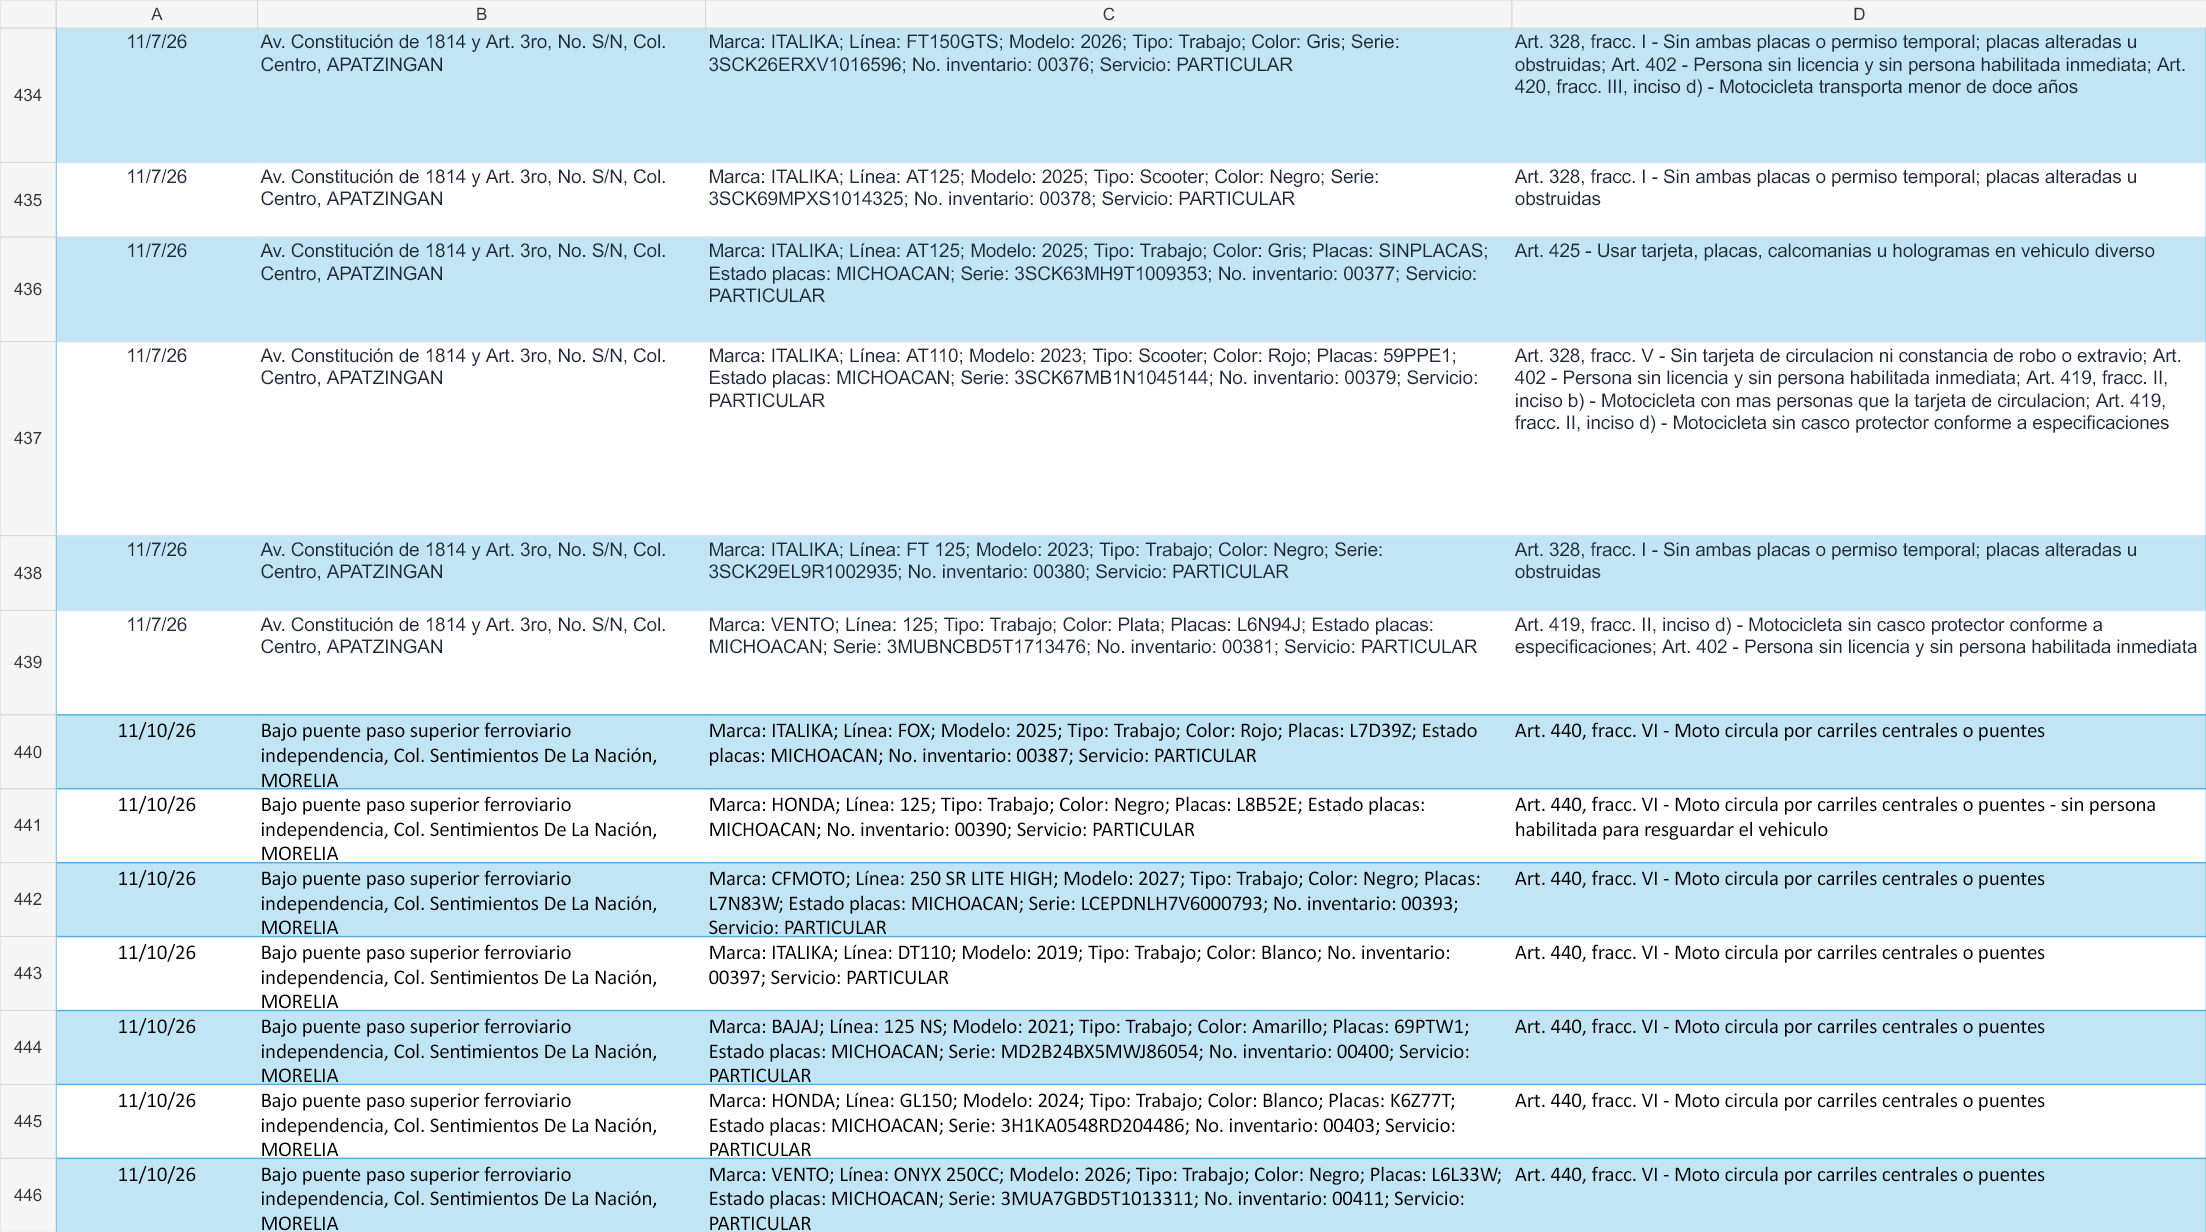 A B C D
434
11/7/26
Av. Constitución de 1814 y Art. 3ro, No. S/N, Col.
Centro, APATZINGAN
Marca: ITALIKA; Línea: FT150GTS; Modelo: 2026; Tipo: Trabajo; Color: Gris; Serie:
3SCK26ERXV1016596; No. inventario: 00376; Servicio: PARTICULAR
Art. 328, fracc. I - Sin ambas placas o permiso temporal; placas alteradas u
obstruidas; Art. 402 - Persona sin licencia y sin persona habilitada inmediata; Art.
420, fracc. III, inciso d) - Motocicleta transporta menor de doce años
435
11/7/26
Av. Constitución de 1814 y Art. 3ro, No. S/N, Col.
Centro, APATZINGAN
Marca: ITALIKA; Línea: AT125; Modelo: 2025; Tipo: Scooter; Color: Negro; Serie:
3SCK69MPXS1014325; No. inventario: 00378; Servicio: PARTICULAR
Art. 328, fracc. I - Sin ambas placas o permiso temporal; placas alteradas u
obstruidas
436
11/7/26
Av. Constitución de 1814 y Art. 3ro, No. S/N, Col.
Centro, APATZINGAN
Marca: ITALIKA; Línea: AT125; Modelo: 2025; Tipo: Trabajo; Color: Gris; Placas: SINPLACAS;
Estado placas: MICHOACAN; Serie: 3SCK63MH9T1009353; No. inventario: 00377; Servicio:
PARTICULAR
Art. 425 - Usar tarjeta, placas, calcomanias u hologramas en vehiculo diverso
437
11/7/26
Av. Constitución de 1814 y Art. 3ro, No. S/N, Col.
Centro, APATZINGAN
Marca: ITALIKA; Línea: AT110; Modelo: 2023; Tipo: Scooter; Color: Rojo; Placas: 59PPE1;
Estado placas: MICHOACAN; Serie: 3SCK67MB1N1045144; No. inventario: 00379; Servicio:
PARTICULAR
Art. 328, fracc. V - Sin tarjeta de circulacion ni constancia de robo o extravio; Art.
402 - Persona sin licencia y sin persona habilitada inmediata; Art. 419, fracc. II,
inciso b) - Motocicleta con mas personas que la tarjeta de circulacion; Art. 419,
fracc. II, inciso d) - Motocicleta sin casco protector conforme a especificaciones
438
11/7/26
Av. Constitución de 1814 y Art. 3ro, No. S/N, Col.
Centro, APATZINGAN
Marca: ITALIKA; Línea: FT 125; Modelo: 2023; Tipo: Trabajo; Color: Negro; Serie:
3SCK29EL9R1002935; No. inventario: 00380; Servicio: PARTICULAR
Art. 328, fracc. I - Sin ambas placas o permiso temporal; placas alteradas u
obstruidas
439
11/7/26
Av. Constitución de 1814 y Art. 3ro, No. S/N, Col.
Centro, APATZINGAN
Marca: VENTO; Línea: 125; Tipo: Trabajo; Color: Plata; Placas: L6N94J; Estado placas:
MICHOACAN; Serie: 3MUBNCBD5T1713476; No. inventario: 00381; Servicio: PARTICULAR
Art. 419, fracc. II, inciso d) - Motocicleta sin casco protector conforme a
especificaciones; Art. 402 - Persona sin licencia y sin persona habilitada inmediata
440
11/10/26
Bajo puente paso superior ferroviario
independencia, Col. Sentimientos De La Nación,
MORELIA
Marca: ITALIKA; Línea: FOX; Modelo: 2025; Tipo: Trabajo; Color: Rojo; Placas: L7D39Z; Estado
placas: MICHOACAN; No. inventario: 00387; Servicio: PARTICULAR
Art. 440, fracc. VI - Moto circula por carriles centrales o puentes
441
11/10/26
Bajo puente paso superior ferroviario
independencia, Col. Sentimientos De La Nación,
MORELIA
Marca: HONDA; Línea: 125; Tipo: Trabajo; Color: Negro; Placas: L8B52E; Estado placas:
MICHOACAN; No. inventario: 00390; Servicio: PARTICULAR
Art. 440, fracc. VI - Moto circula por carriles centrales o puentes - sin persona
habilitada para resguardar el vehiculo
442
11/10/26
Bajo puente paso superior ferroviario
independencia, Col. Sentimientos De La Nación,
MORELIA
Marca: CFMOTO; Línea: 250 SR LITE HIGH; Modelo: 2027; Tipo: Trabajo; Color: Negro; Placas:
L7N83W; Estado placas: MICHOACAN; Serie: LCEPDNLH7V6000793; No. inventario: 00393;
Servicio: PARTICULAR
Art. 440, fracc. VI - Moto circula por carriles centrales o puentes
443
11/10/26
Bajo puente paso superior ferroviario
independencia, Col. Sentimientos De La Nación,
MORELIA
Marca: ITALIKA; Línea: DT110; Modelo: 2019; Tipo: Trabajo; Color: Blanco; No. inventario:
00397; Servicio: PARTICULAR
Art. 440, fracc. VI - Moto circula por carriles centrales o puentes
444
11/10/26
Bajo puente paso superior ferroviario
independencia, Col. Sentimientos De La Nación,
MORELIA
Marca: BAJAJ; Línea: 125 NS; Modelo: 2021; Tipo: Trabajo; Color: Amarillo; Placas: 69PTW1;
Estado placas: MICHOACAN; Serie: MD2B24BX5MWJ86054; No. inventario: 00400; Servicio:
PARTICULAR
Art. 440, fracc. VI - Moto circula por carriles centrales o puentes
445
11/10/26
Bajo puente paso superior ferroviario
independencia, Col. Sentimientos De La Nación,
MORELIA
Marca: HONDA; Línea: GL150; Modelo: 2024; Tipo: Trabajo; Color: Blanco; Placas: K6Z77T;
Estado placas: MICHOACAN; Serie: 3H1KA0548RD204486; No. inventario: 00403; Servicio:
PARTICULAR
Art. 440, fracc. VI - Moto circula por carriles centrales o puentes
446
11/10/26
Bajo puente paso superior ferroviario
independencia, Col. Sentimientos De La Nación,
MORELIA
Marca: VENTO; Línea: ONYX 250CC; Modelo: 2026; Tipo: Trabajo; Color: Negro; Placas: L6L33W;
Estado placas: MICHOACAN; Serie: 3MUA7GBD5T1013311; No. inventario: 00411; Servicio:
PARTICULAR
Art. 440, fracc. VI - Moto circula por carriles centrales o puentes